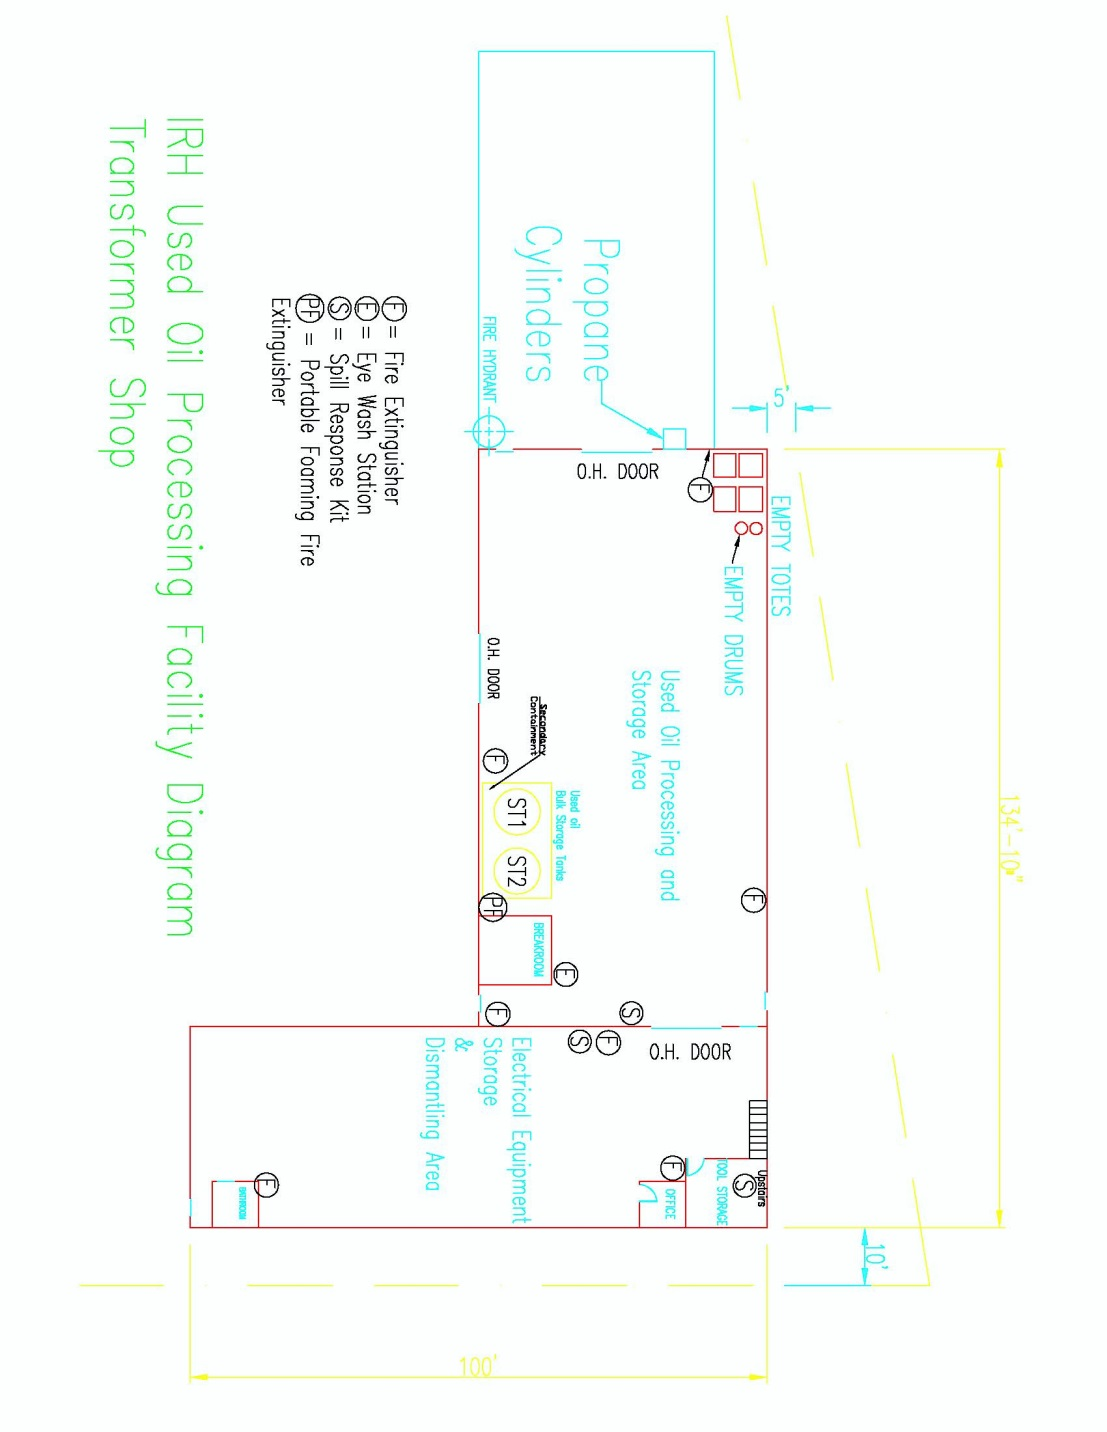 IRH Used Oil Processing Facility Diagram
Transformer Shop
F = Fire Extinguisher
E = Eye Wash Station
S = Spill Response Kit
PF = Portable Foaming Fire
Extinguisher
Propane
Cylinders
FIRE HYDRANT
5'
O.H. DOOR
F
EMPTY TOTES
EMPTY DRUMS
134'-10"
O.H. DOOR
Used Oil Processing and
Storage Area
Secondary
Containment
F
Used oil
Bulk Storage Tanks
ST1
ST2
F
PF
BREAKROOM
E
F
S
S
F
O.H. DOOR
Electrical Equipment
Storage
&
Dismantling Area
Upstairs
TOOL STORAGE
S
F
OFFICE
F
BATHROOM
10'
100'